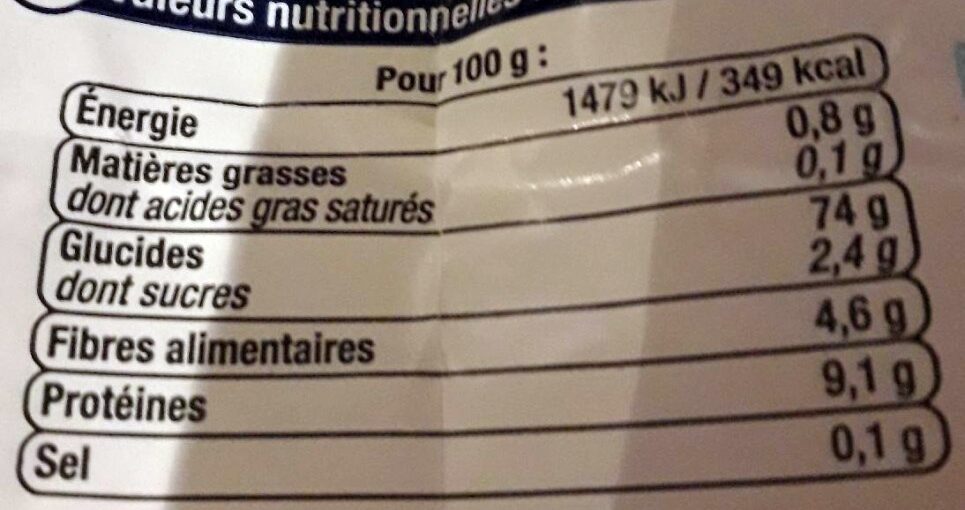 nutritionnelles
Pour 100 g :
Énergie 1479 kJ / 349 kcal
Matières grasses 0,8 g
dont acides gras saturés 0,1 g
Glucides 74 g
dont sucres 2,4 g
Fibres alimentaires 4,6 g
Protéines 9,1 g
Sel 0,1 g